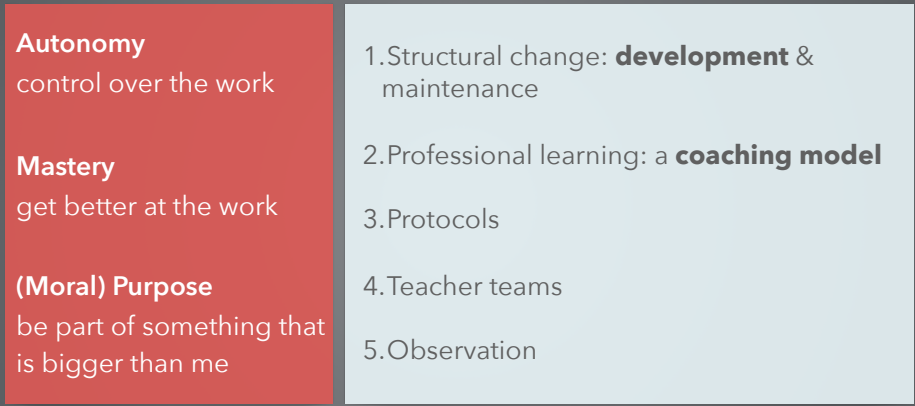 Autonomy
control over the work
Mastery
get better at the work
(Moral) Purpose
be part of something that
is bigger than me
1.Structural change: development &
maintenance
2.Professional learning: a coaching model
3.Protocols
4.Teacher teams
5.Observation